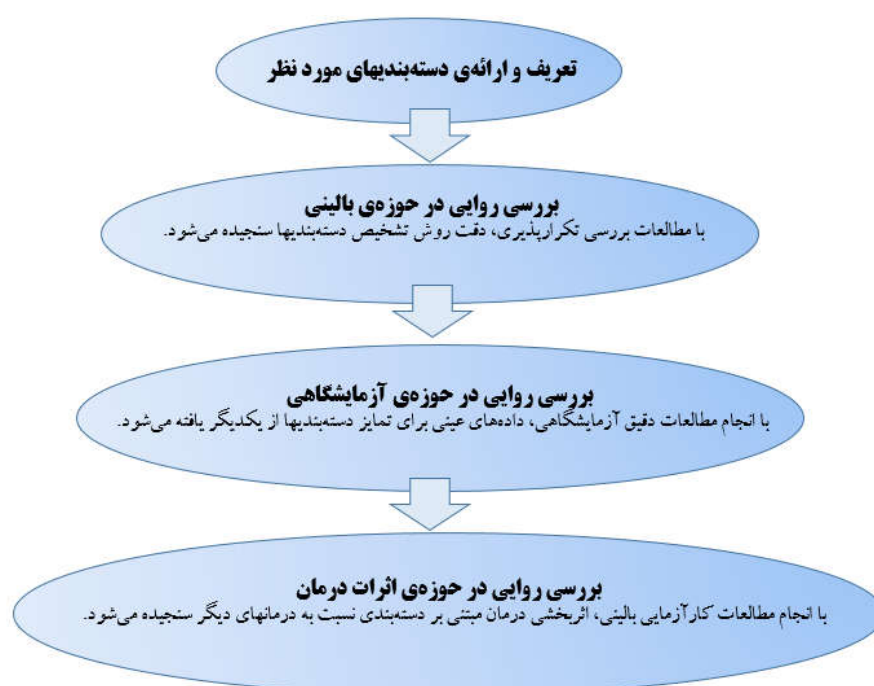 تعریف و ارائه‌ی دسته‌بندیهای مورد نظر
بررسی روایی در حوزه‌ی بالینی
با مطالعات بررسی تکرارپذیری، دقت روش تشخیص دسته‌بندیها سنجیده می‌شود.
بررسی روایی در حوزه‌ی آزمایشگاهی
با انجام مطالعات دقیق آزمایشگاهی، داده‌های عینی برای تمایز دسته‌بندیها از یکدیگر یافته می‌شود.
بررسی روایی در حوزه‌ی اثرات درمان
با انجام مطالعات کارآزمایی بالینی، اثربخشی درمان مبتنی بر دسته‌بندی نسبت به درمانهای دیگر سنجیده می‌شود.